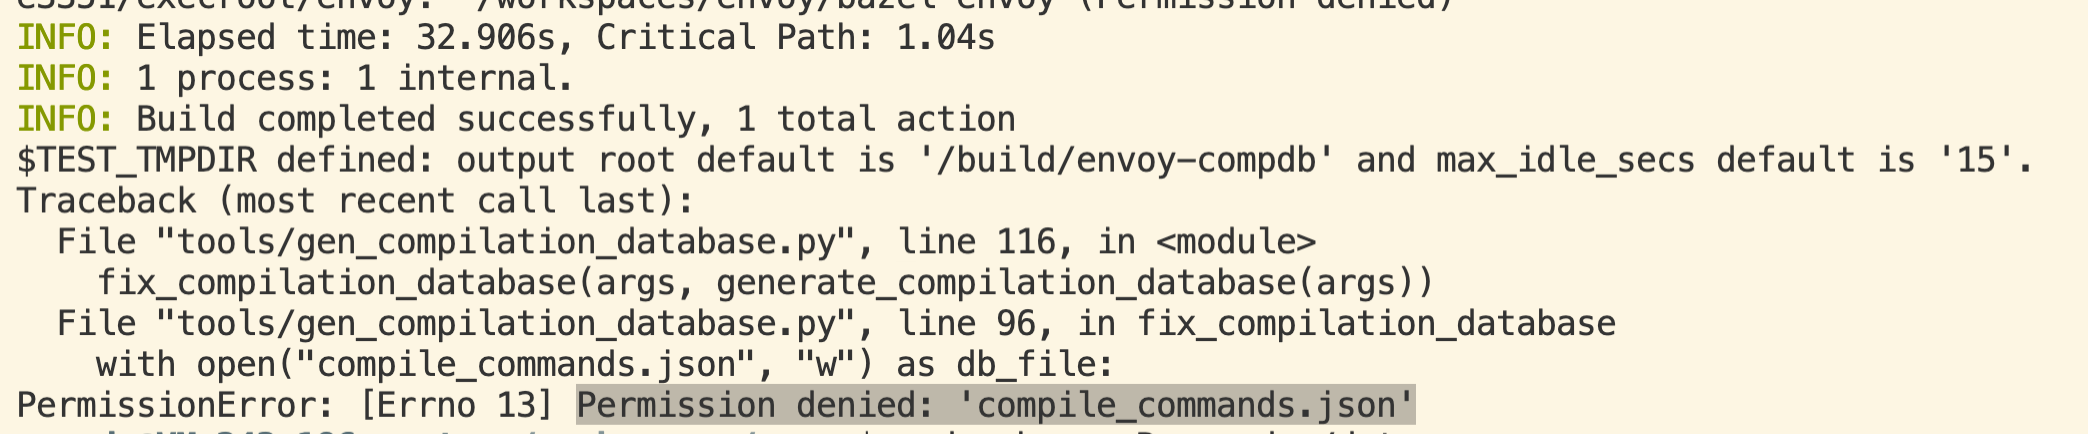 c3351/execroot/envoy: '/workspaces/envoy/bazel-envoy (Permission denied)
INFO: Elapsed time: 32.906s, Critical Path: 1.04s
INFO: 1 process: 1 internal.
INFO: Build completed successfully, 1 total action
$TEST_TMPDIR defined: output root default is '/build/envoy-compdb' and max_idle_secs default is '15'.
Traceback (most recent call last):
  File "tools/gen_compilation_database.py", line 116, in <module>
    fix_compilation_database(args, generate_compilation_database(args))
  File "tools/gen_compilation_database.py", line 96, in fix_compilation_database
    with open("compile_commands.json", "w") as db_file:
PermissionError: [Errno 13] Permission denied: 'compile_commands.json'